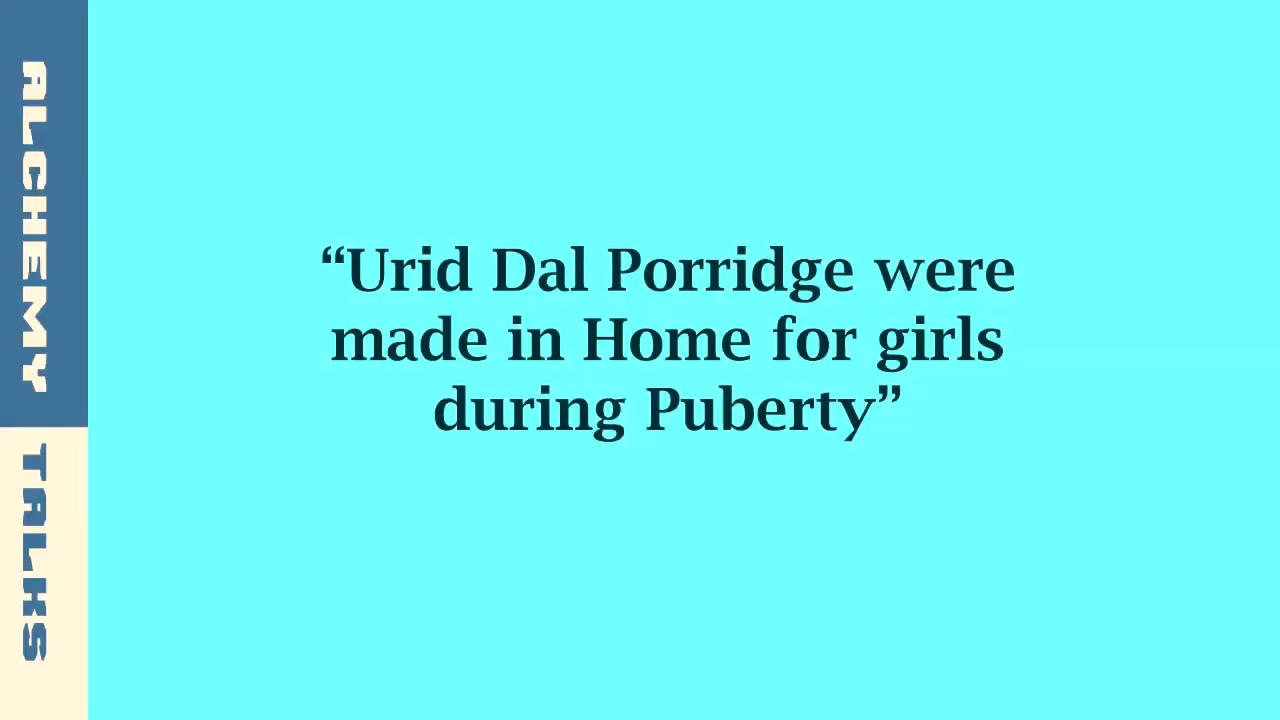 ALCHEMY TALKS
“Urid Dal Porridge were
made in Home for girls
during Puberty”